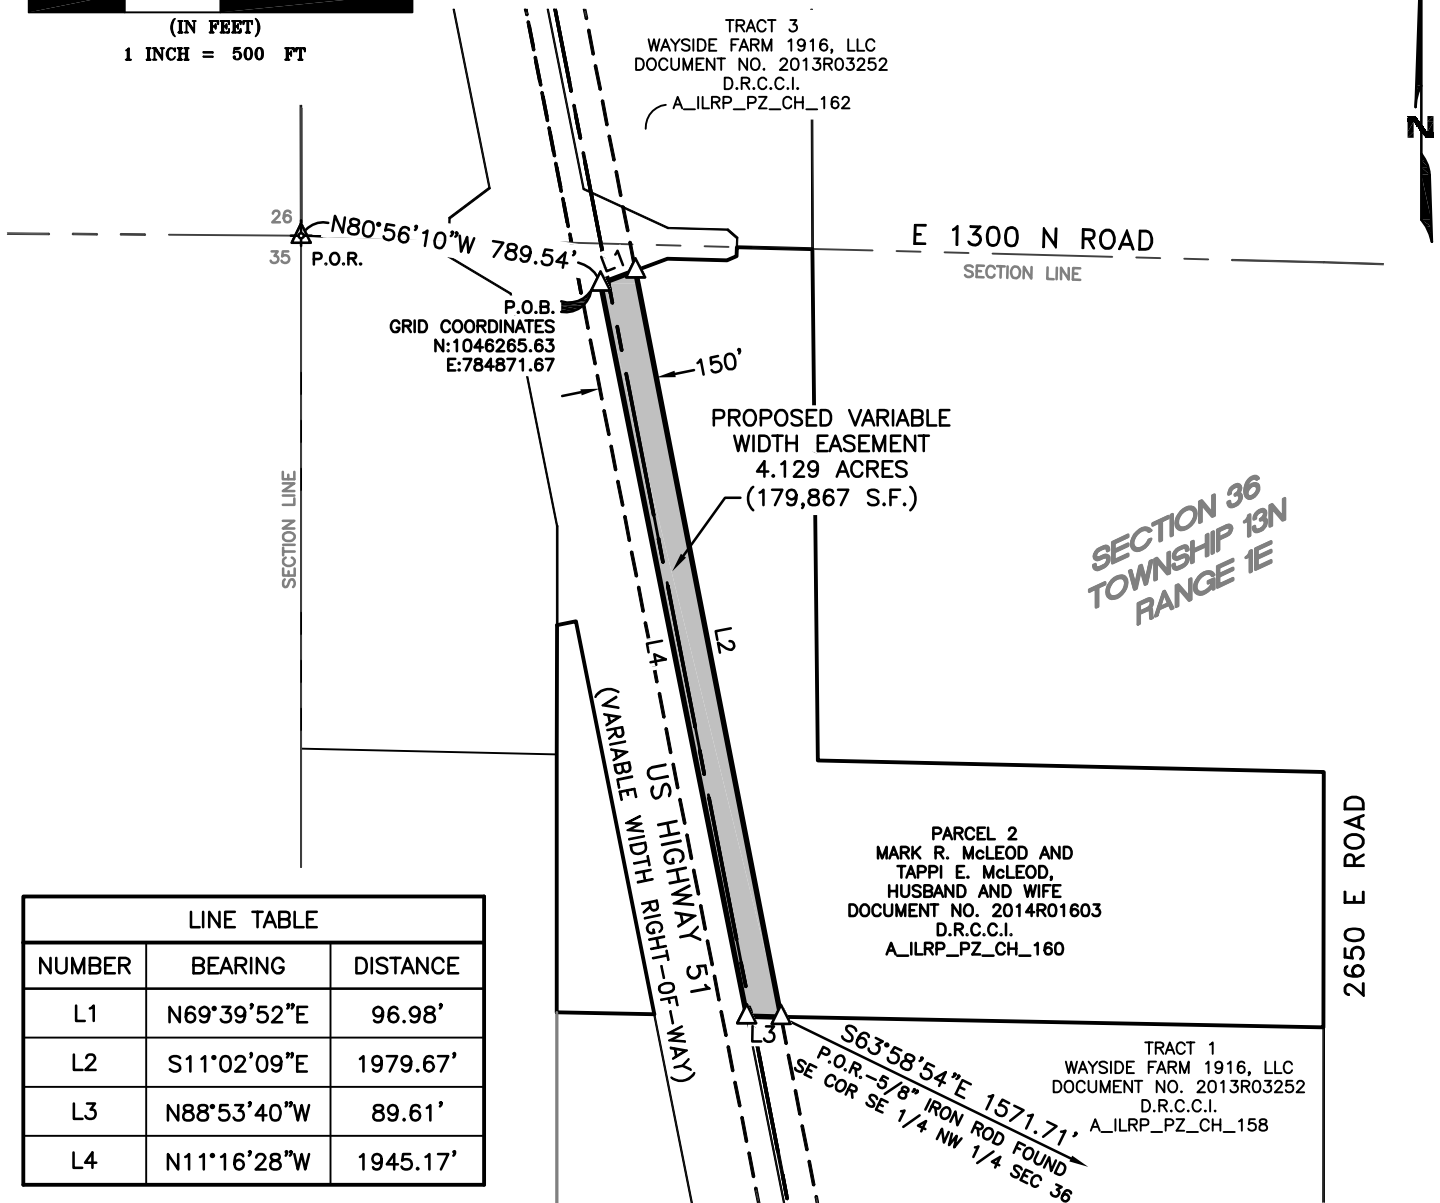 (IN FEET)
1 INCH = 500 FT
TRACT 3
WAYSIDE FARM 1916, LLC
DOCUMENT NO. 2013R03252
D.R.C.C.I.
A_ILRP_PZ_CH_162
N
26
35
P.O.R.
N80°56'10"W 789.54'
L1
E 1300 N ROAD
SECTION LINE
P.O.B.
GRID COORDINATES
N:1046265.63
E:784871.67
150'
PROPOSED VARIABLE
WIDTH EASEMENT
4.129 ACRES
(179,867 S.F.)
SECTION LINE
SECTION 36
TOWNSHIP 13N
RANGE 1E
L4
L2
US HIGHWAY 51
(VARIABLE WIDTH RIGHT-OF-WAY)
PARCEL 2
MARK R. McLEOD AND
TAPPI E. McLEOD,
HUSBAND AND WIFE
DOCUMENT NO. 2014R01603
D.R.C.C.I.
A_ILRP_PZ_CH_160
2650 E ROAD
L3
S63°58'54"E 1571.71'
P.O.R.-5/8" IRON ROD FOUND
SE COR SE 1/4 NW 1/4 SEC 36
TRACT 1
WAYSIDE FARM 1916, LLC
DOCUMENT NO. 2013R03252
D.R.C.C.I.
A_ILRP_PZ_CH_158
LINE TABLE
NUMBER BEARING DISTANCE
L1 N69°39'52"E 96.98'
L2 S11°02'09"E 1979.67'
L3 N88°53'40"W 89.61'
L4 N11°16'28"W 1945.17'